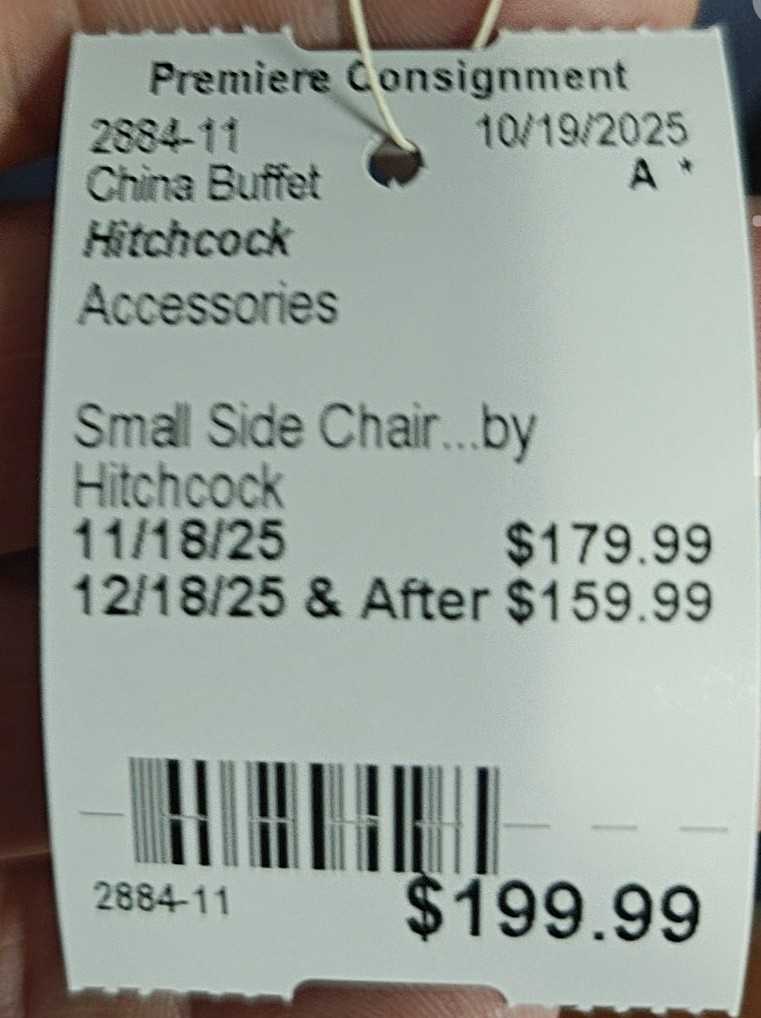 Premiere Consignment
2884-11 10/19/2025
China Buffet A *
Hitchcock
Accessories
Small Side Chair...by
Hitchcock
11/18/25 $179.99
12/18/25 & After $159.99
2884-11 $199.99